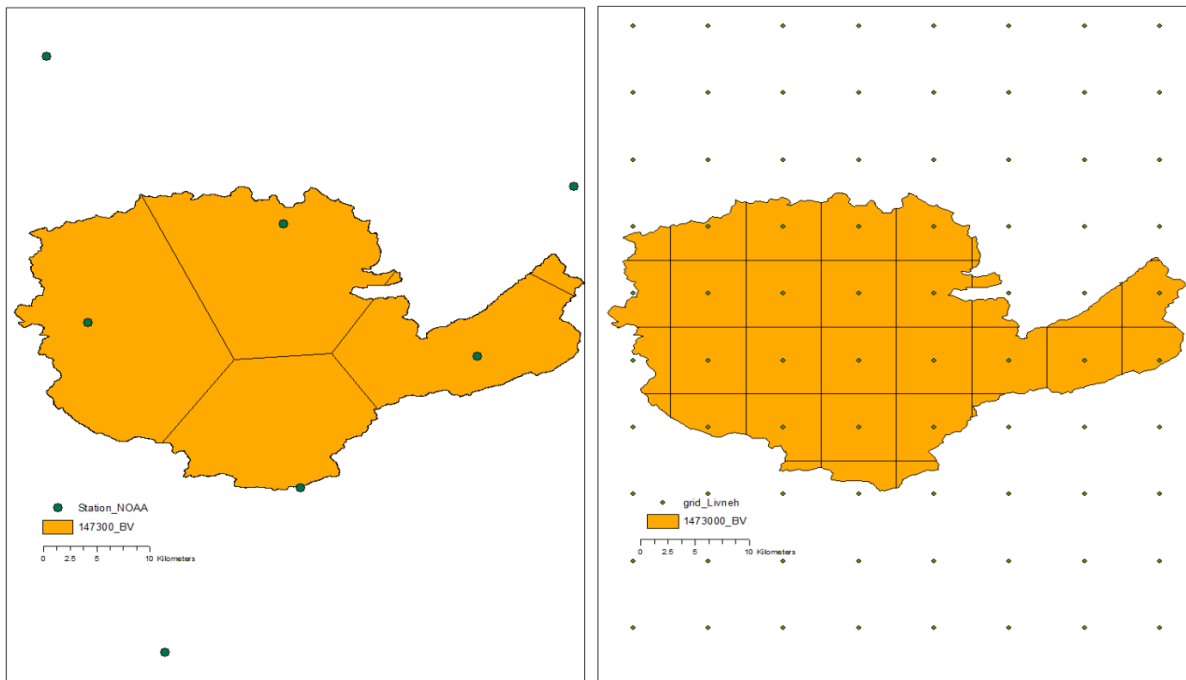 Station_NOAA
147300_BV
0 2.5 5 10 Kilometers
grid_Livneh
1473000_BV
0 2.5 5 10 Kilometers